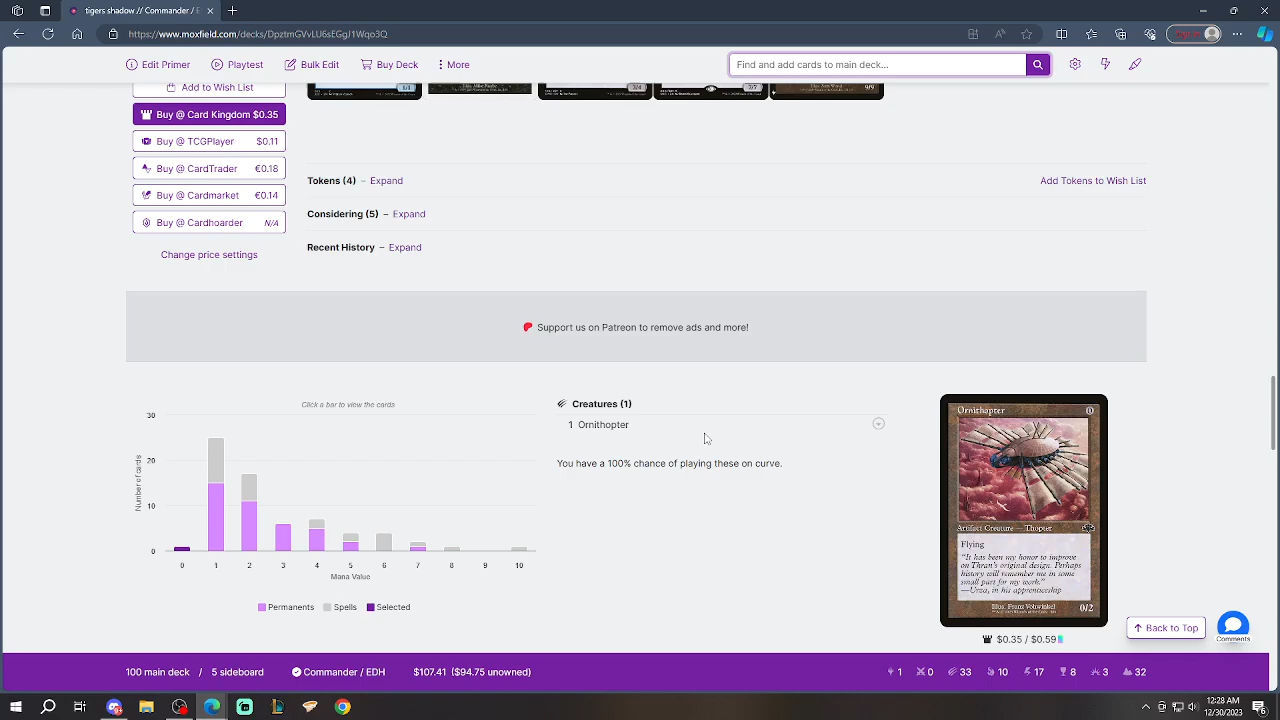 tigers shadow // Commander / E
https://www.moxfield.com/decks/DpztmGVvLU6sEGgJ1Wqo3Q
Edit Primer
Playtest
Bulk Edit
Buy Deck
More
Find and add cards to main deck...
Add to Wish List
Buy @ Card Kingdom $0.35
Buy @ TCGPlayer $0.11
Buy @ CardTrader €0.18
Buy @ Cardmarket €0.14
Buy @ Cardhoarder N/A
Change price settings
Tokens (4) – Expand
Add Tokens to Wish List
Considering (5) – Expand
Recent History – Expand
Support us on Patreon to remove ads and more!
Click a bar to view the cards
30
20
10
0
Number of cards
0 1 2 3 4 5 6 7 8 9 10
Mana Value
Permanents Spells Selected
Creatures (1)
1 Ornithopter
You have a 100% chance of playing these on curve.
Ornithopter 0
Artifact Creature — Thopter
Flying
"It has been my honor to improve
on Thran's original design. Perhaps
history will remember me in some
small part for my work."
—Urza, in his apprenticeship
Illus. Franz Vohwinkel
0/2
$0.35 / $0.59
Back to Top
Comments
100 main deck / 5 sideboard
Commander / EDH
$107.41 ($94.75 unowned)
1 0 33 10 17 8 3 32
12:28 AM
12/30/2023